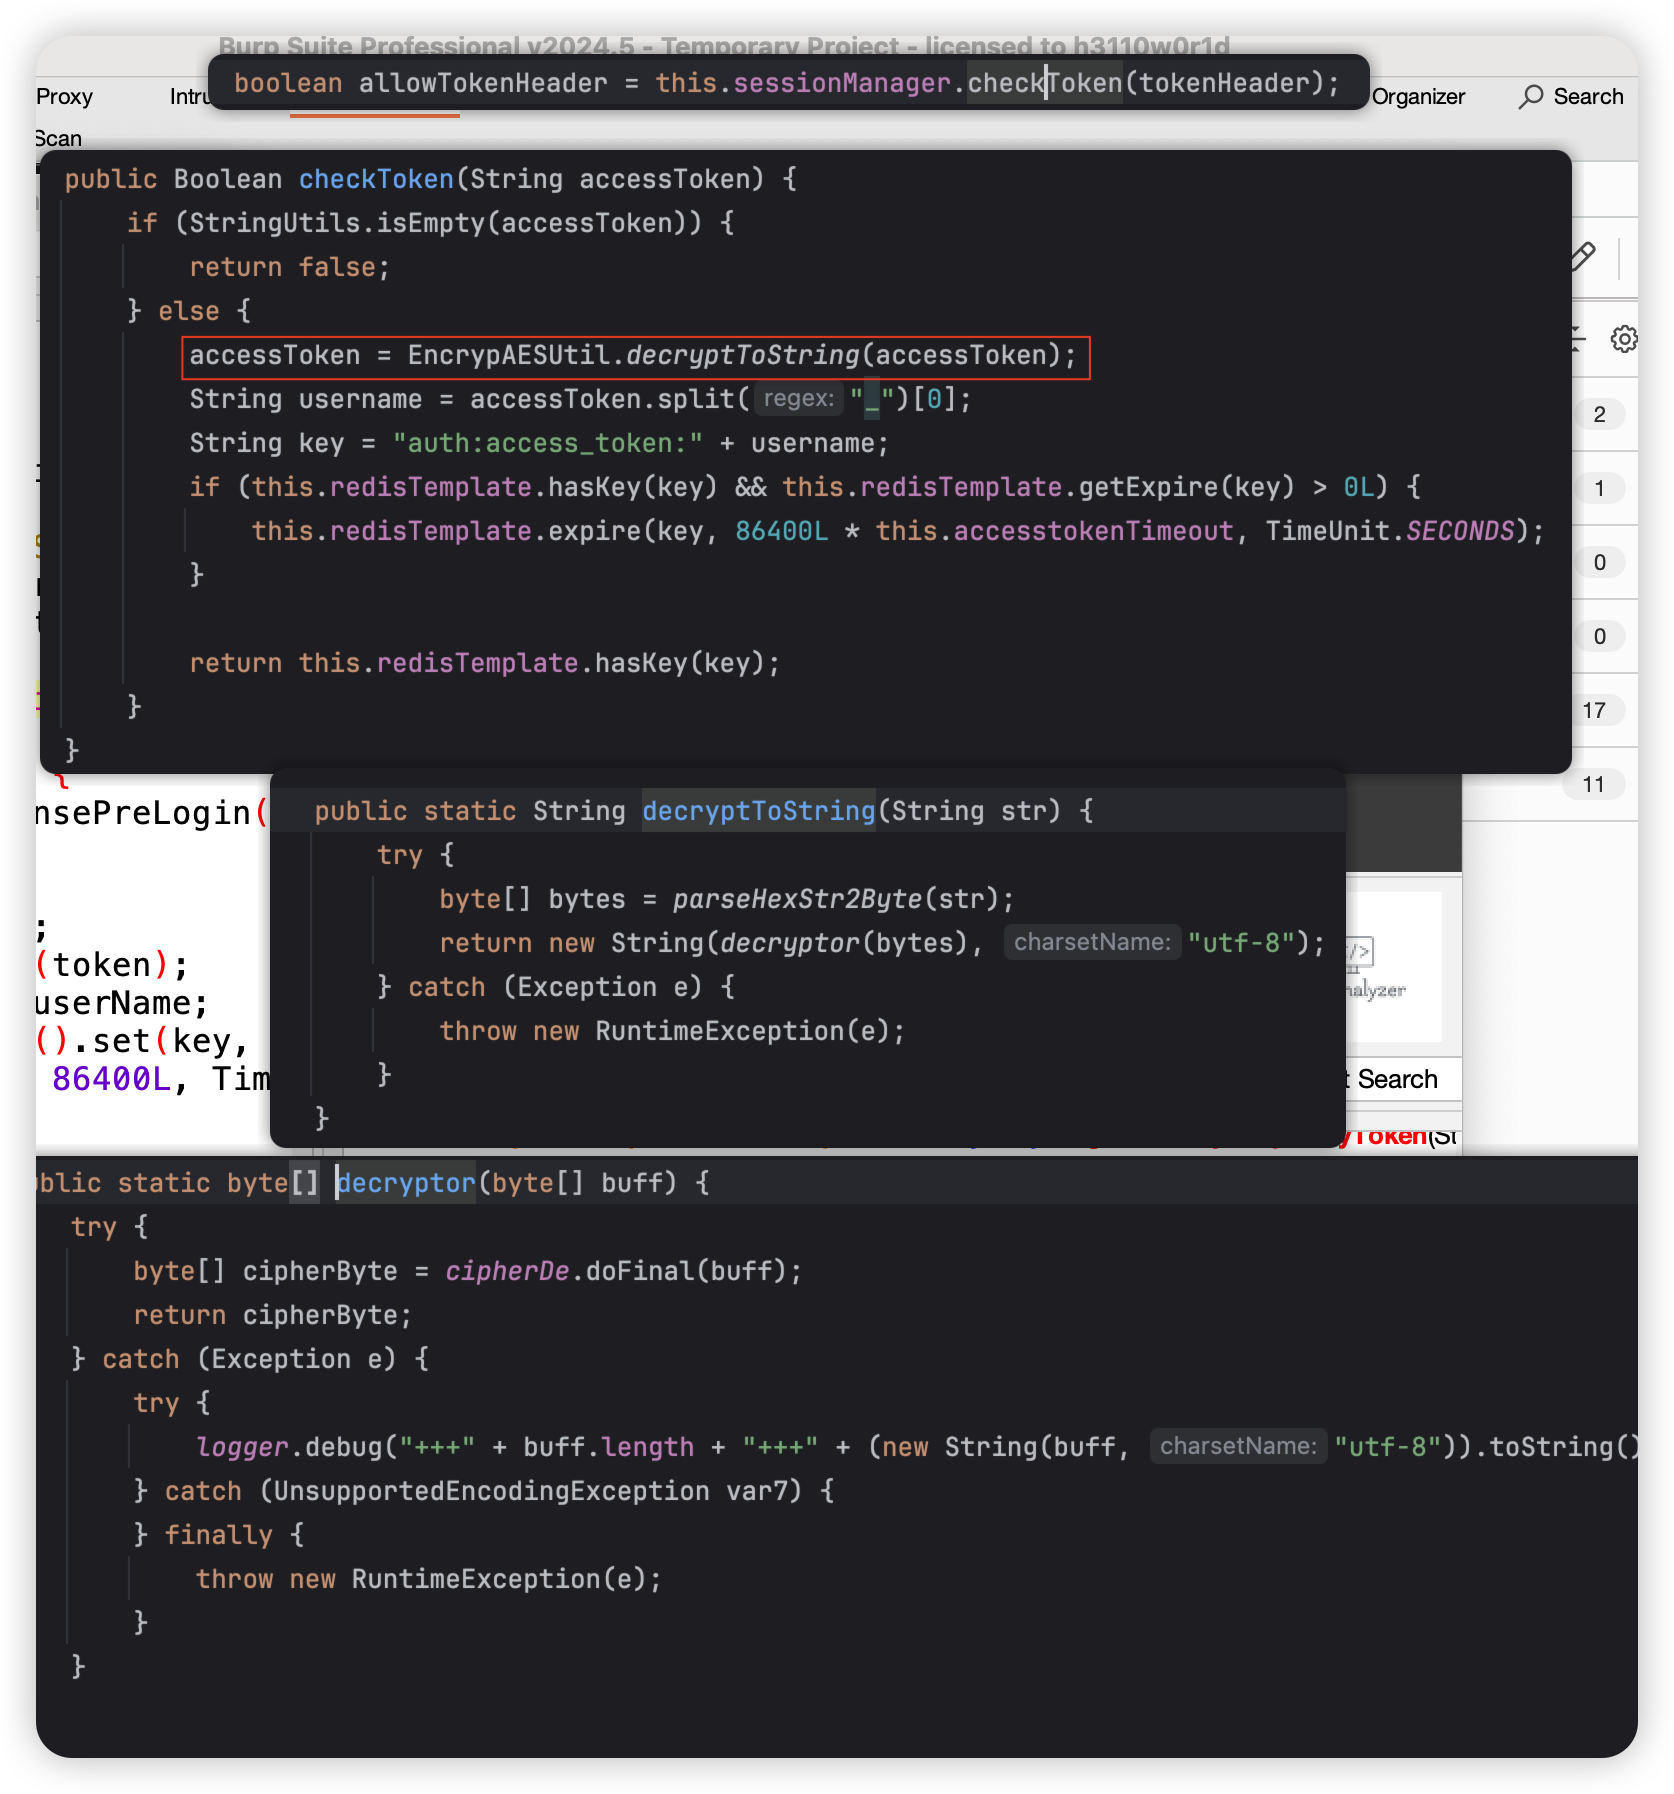 Burp Suite Professional v2024.5 - Temporary Project - licensed to h3110w0r1d
boolean allowTokenHeader = this.sessionManager.checkToken(tokenHeader);
Proxy
Intru
Organizer
Search
Scan
public Boolean checkToken(String accessToken) {
if (StringUtils.isEmpty(accessToken)) {
return false;
} else {
accessToken = EncrypAESUtil.decryptToString(accessToken);
String username = accessToken.split( regex: "_")[0];
String key = "auth:access_token:" + username;
if (this.redisTemplate.hasKey(key) && this.redisTemplate.getExpire(key) > 0L) {
this.redisTemplate.expire(key, 86400L * this.accesstokenTimeout, TimeUnit.SECONDS);
}
return this.redisTemplate.hasKey(key);
}
}
2
1
0
0
17
11
{
nsePreLogin(
;
(token);
userName;
().set(key,
86400L, Tim
public static String decryptToString(String str) {
try {
byte[] bytes = parseHexStr2Byte(str);
return new String(decryptor(bytes), charsetName: "utf-8");
} catch (Exception e) {
throw new RuntimeException(e);
}
}
/>
nalyzer
t Search
yToken(St
ublic static byte[] decryptor(byte[] buff) {
try {
byte[] cipherByte = cipherDe.doFinal(buff);
return cipherByte;
} catch (Exception e) {
try {
logger.debug("+++" + buff.length + "+++" + (new String(buff, charsetName: "utf-8")).toString()
} catch (UnsupportedEncodingException var7) {
} finally {
throw new RuntimeException(e);
}
}